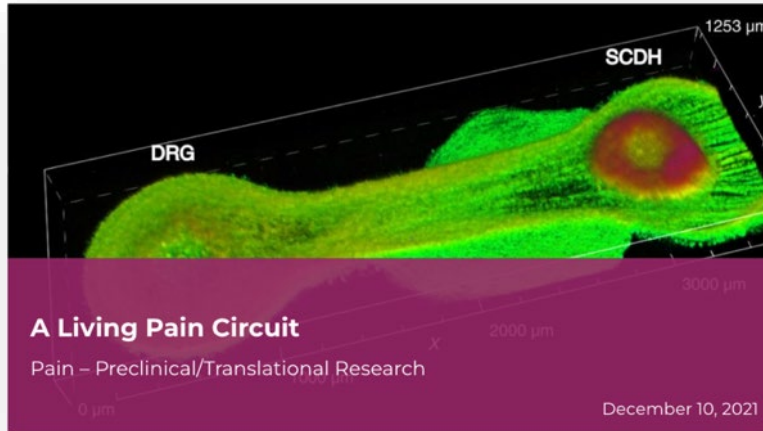 1253 µm
SCDH
DRG
3000 µm
A Living Pain Circuit
2000 µm
X
Pain – Preclinical/Translational Research
1000 µm
0 µm
December 10, 2021